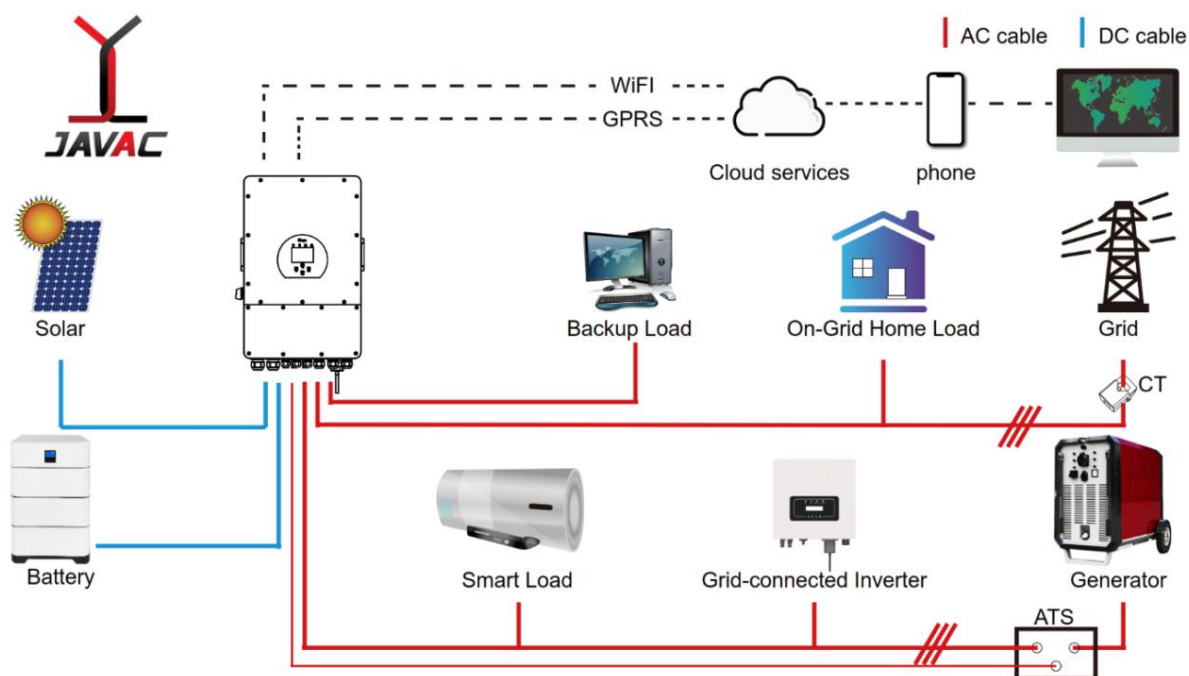 AC cable
DC cable
JAVAC
WiFI
GPRS
Cloud services
phone
Solar
Backup Load
On-Grid Home Load
Grid
CT
Battery
Smart Load
Grid-connected Inverter
Generator
ATS